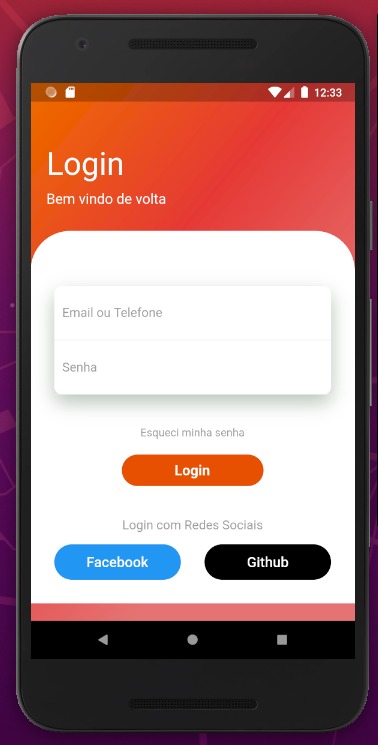 12:33
Login
Bem vindo de volta
Email ou Telefone
Senha
Esqueci minha senha
Login
Login com Redes Sociais
Facebook Github